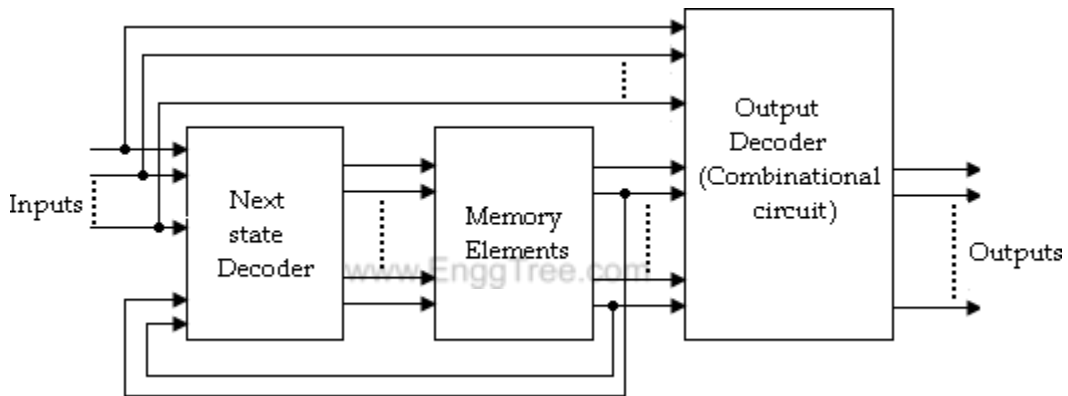 Inputs
Next
state
Decoder
Memory
Elements
Output
Decoder
(Combinational
circuit)
Outputs
www.EnggTree.com